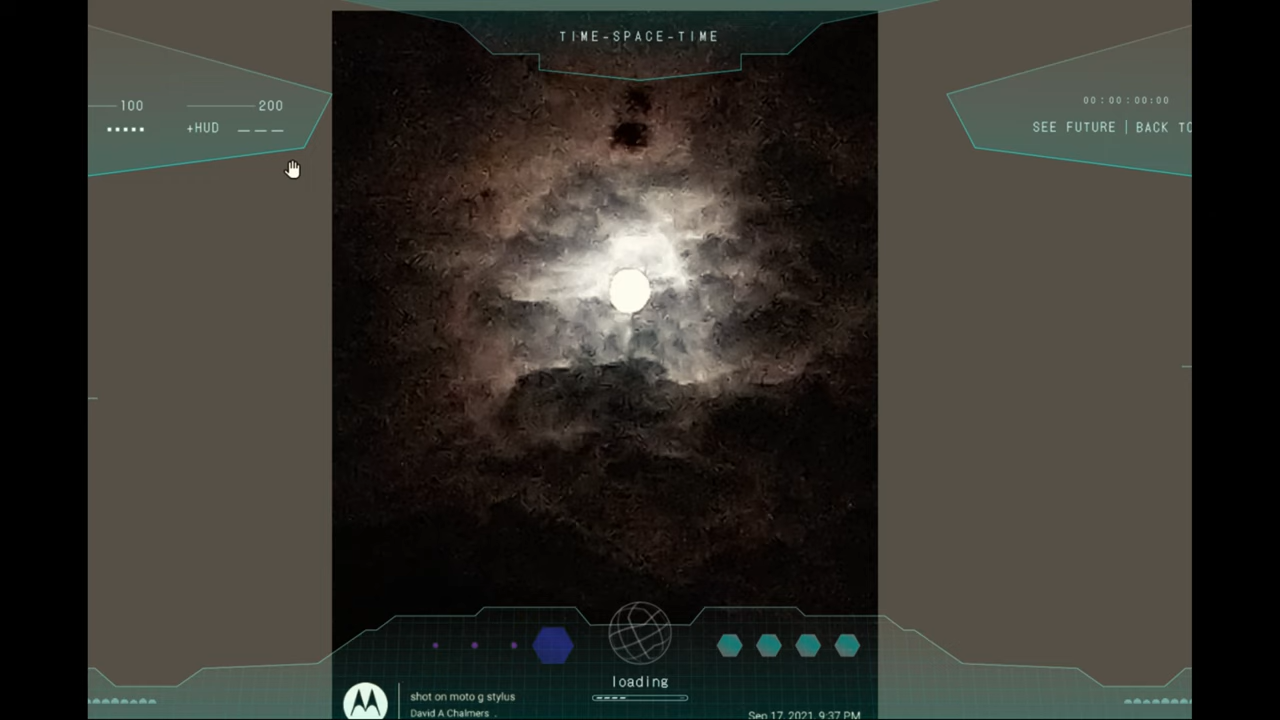 TIME-SPACE-TIME
100
200
+HUD
00:00:00:00
SEE FUTURE | BACK TO
loading
shot on moto g stylus
David A Chalmers .
Sep 17, 2021, 9:37 PM